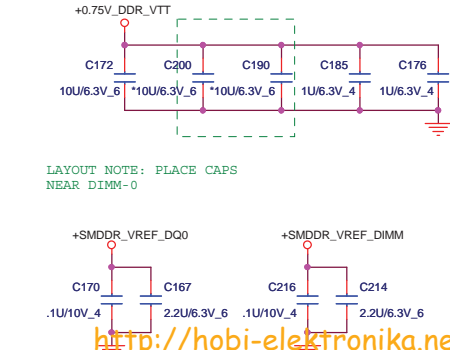 +0.75V_DDR_VTT
C172 C200 C190 C185 C176
10U/6.3V_6 *10U/6.3V_6 *10U/6.3V_6 1U/6.3V_4 1U/6.3V_4
LAYOUT NOTE: PLACE CAPS
NEAR DIMM-0
+SMDDR_VREF_DQ0 +SMDDR_VREF_DIMM
C170 C167 C216 C214
.1U/10V_4 2.2U/6.3V_6 .1U/10V_4 2.2U/6.3V_6
http://hobi-elektronika.ne